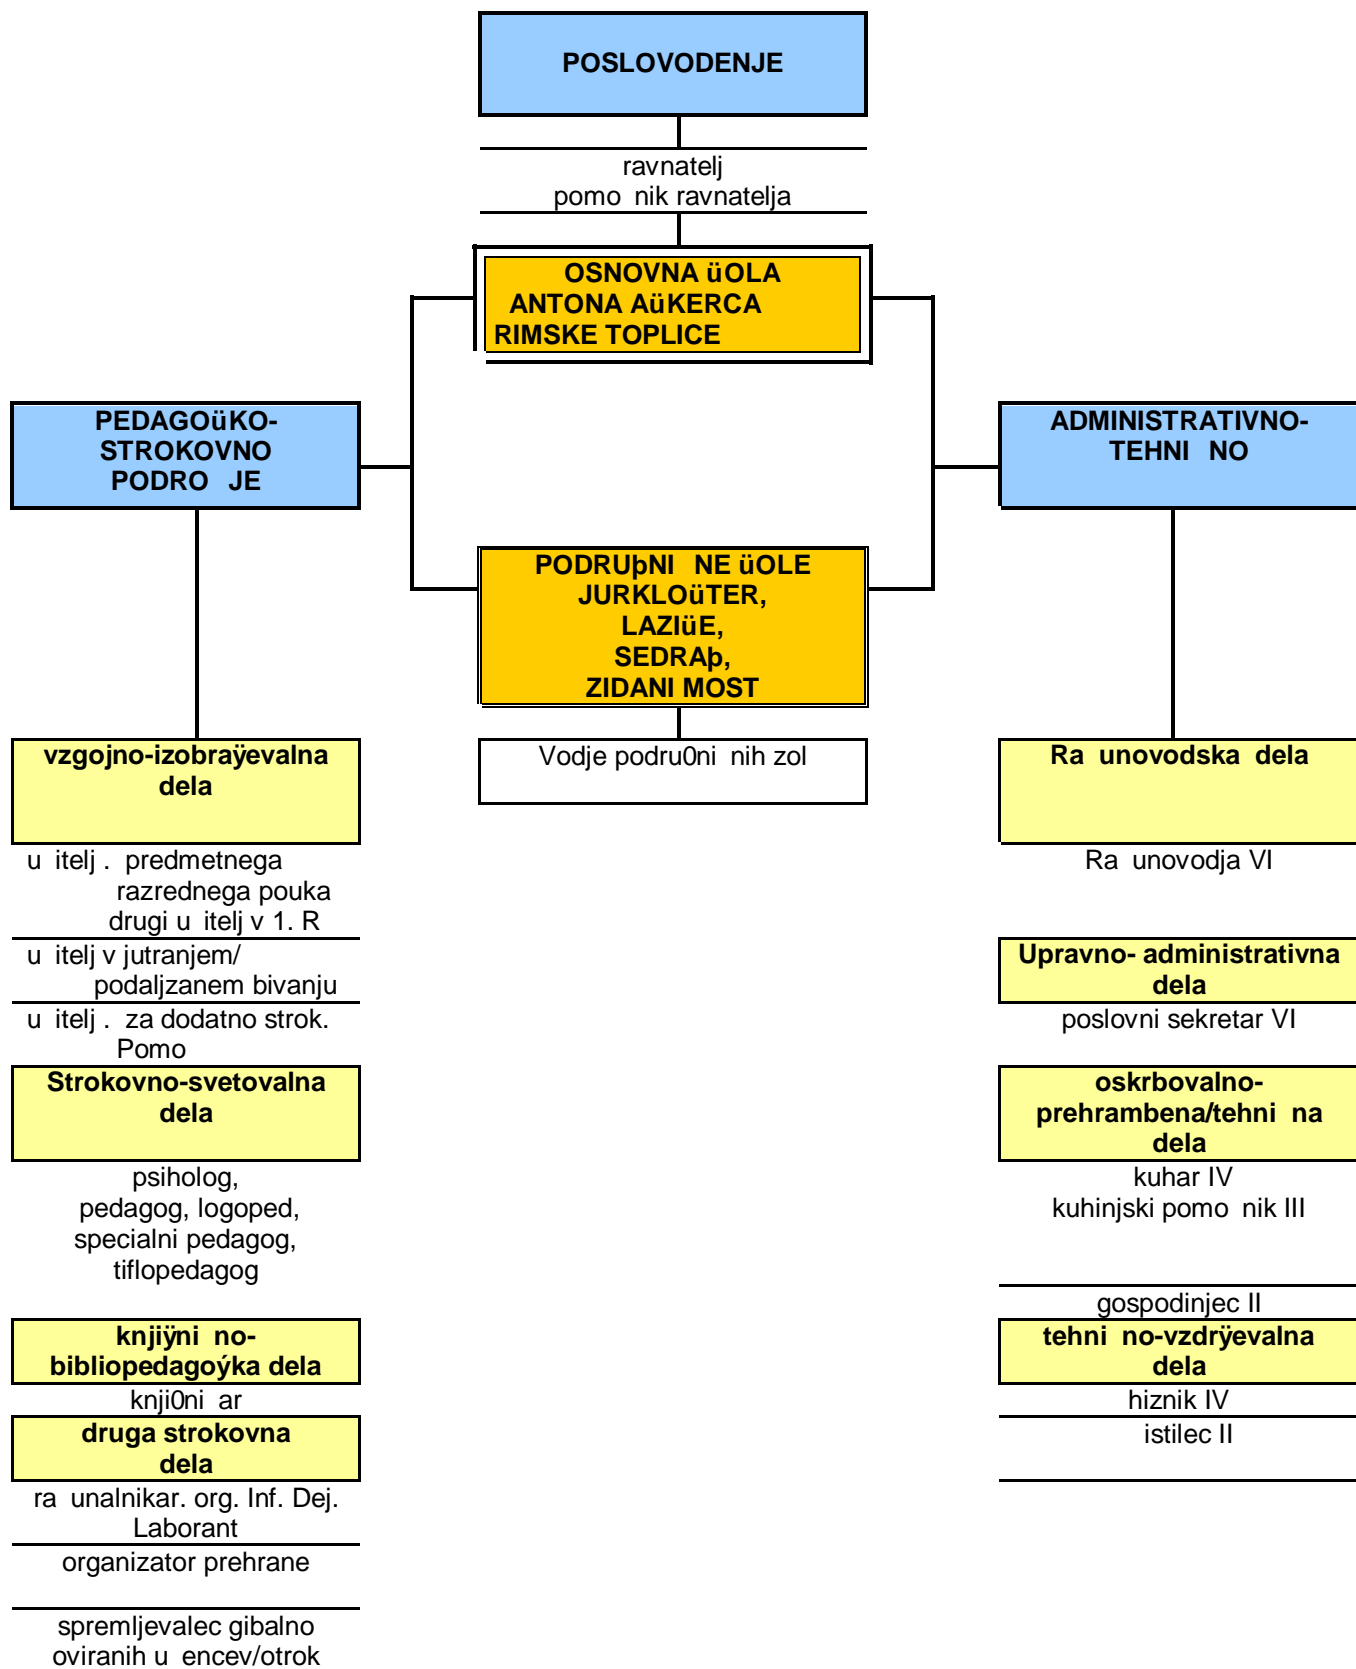 POSLOVODENJE
ravnatelj
pomo nik ravnatelja
OSNOVNA üOLA
ANTONA AüKERCA
RIMSKE TOPLICE
PEDAGOüKO-
STROKOVNO
PODRO JE
ADMINISTRATIVNO-
TEHNI NO
PODRUþNI NE üOLE
JURKLOüTER,
LAZIüE,
SEDRAþ,
ZIDANI MOST
Vodje podru0ni nih zol
vzgojno-izobraÿevalna
dela
u itelj . predmetnega
razrednega pouka
drugi u itelj v 1. R
u itelj v jutranjem/
podaljzanem bivanju
u itelj . za dodatno strok.
Pomo
Strokovno-svetovalna
dela
psiholog,
pedagog, logoped,
specialni pedagog,
tiflopedagog
knjiÿni no-
bibliopedagoýka dela
knji0ni ar
druga strokovna
dela
ra unalnikar. org. Inf. Dej.
Laborant
organizator prehrane
spremljevalec gibalno
oviranih u encev/otrok
Ra unovodska dela
Ra unovodja VI
Upravno- administrativna
dela
poslovni sekretar VI
oskrbovalno-
prehrambena/tehni na
dela
kuhar IV
kuhinjski pomo nik III
gospodinjec II
tehni no-vzdrÿevalna
dela
hiznik IV
istilec II